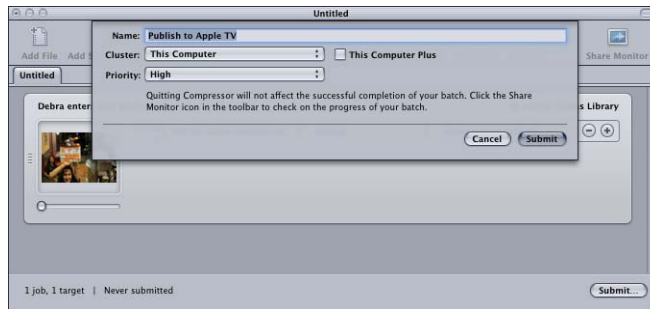 Untitled
Name: Publish to Apple TV
Add File Add S
Cluster: This Computer
This Computer Plus
Share Monitor
Untitled
Priority: High
Quitting Compressor will not affect the successful completion of your batch. Click the Share
Monitor icon in the toolbar to check on the progress of your batch.
Debra enter
s Library
Cancel Submit
1 job, 1 target | Never submitted
Submit...